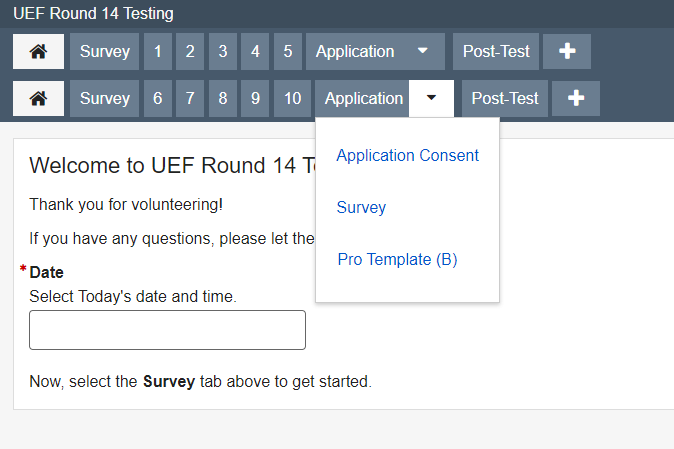 UEF Round 14 Testing
Survey 1 2 3 4 5 Application Post-Test +
Survey 6 7 8 9 10 Application Post-Test +
Application Consent
Survey
Pro Template (B)
Welcome to UEF Round 14
Thank you for volunteering!
If you have any questions, please let
* Date
Select Today's date and time.
Now, select the Survey tab above to get started.